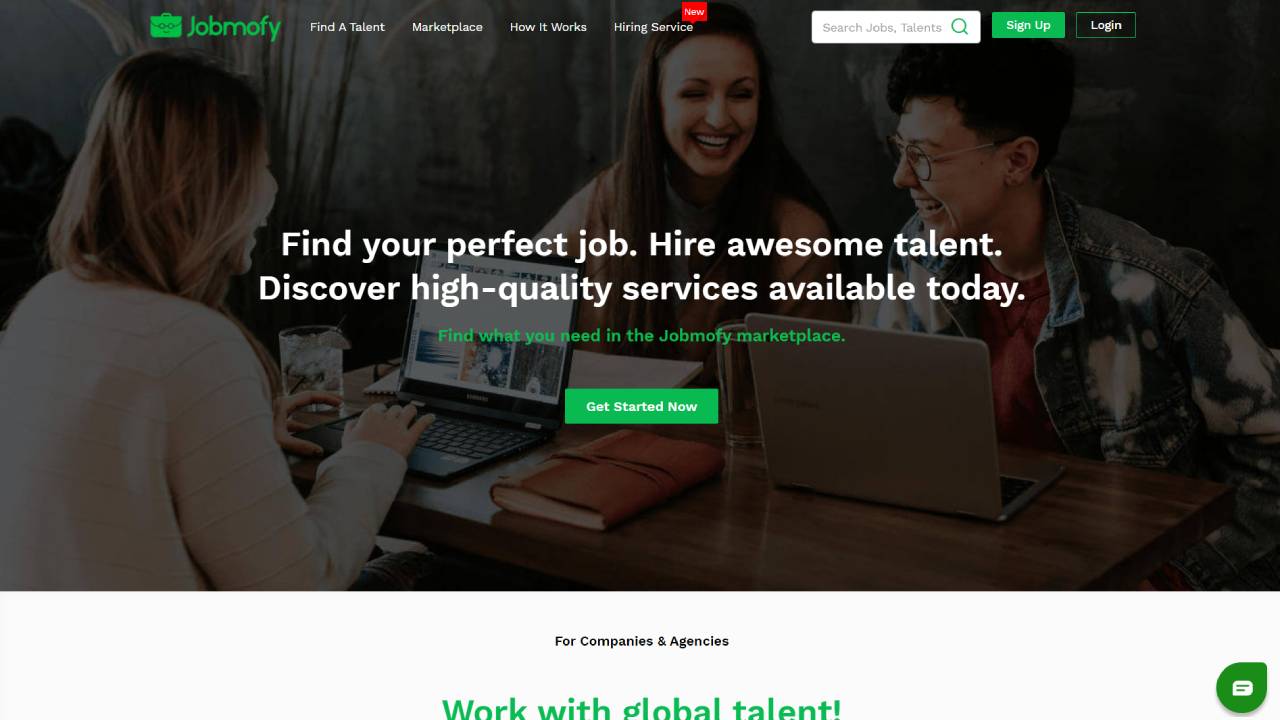 Jobmofy
Find A Talent
Marketplace
How It Works
Hiring Service
New
Search Jobs, Talents
Sign Up
Login
Find your perfect job. Hire awesome talent.
Discover high-quality services available today.
Find what you need in the Jobmofy marketplace.
SAMSUNG
Get Started Now
For Companies & Agencies
Work with global talent!